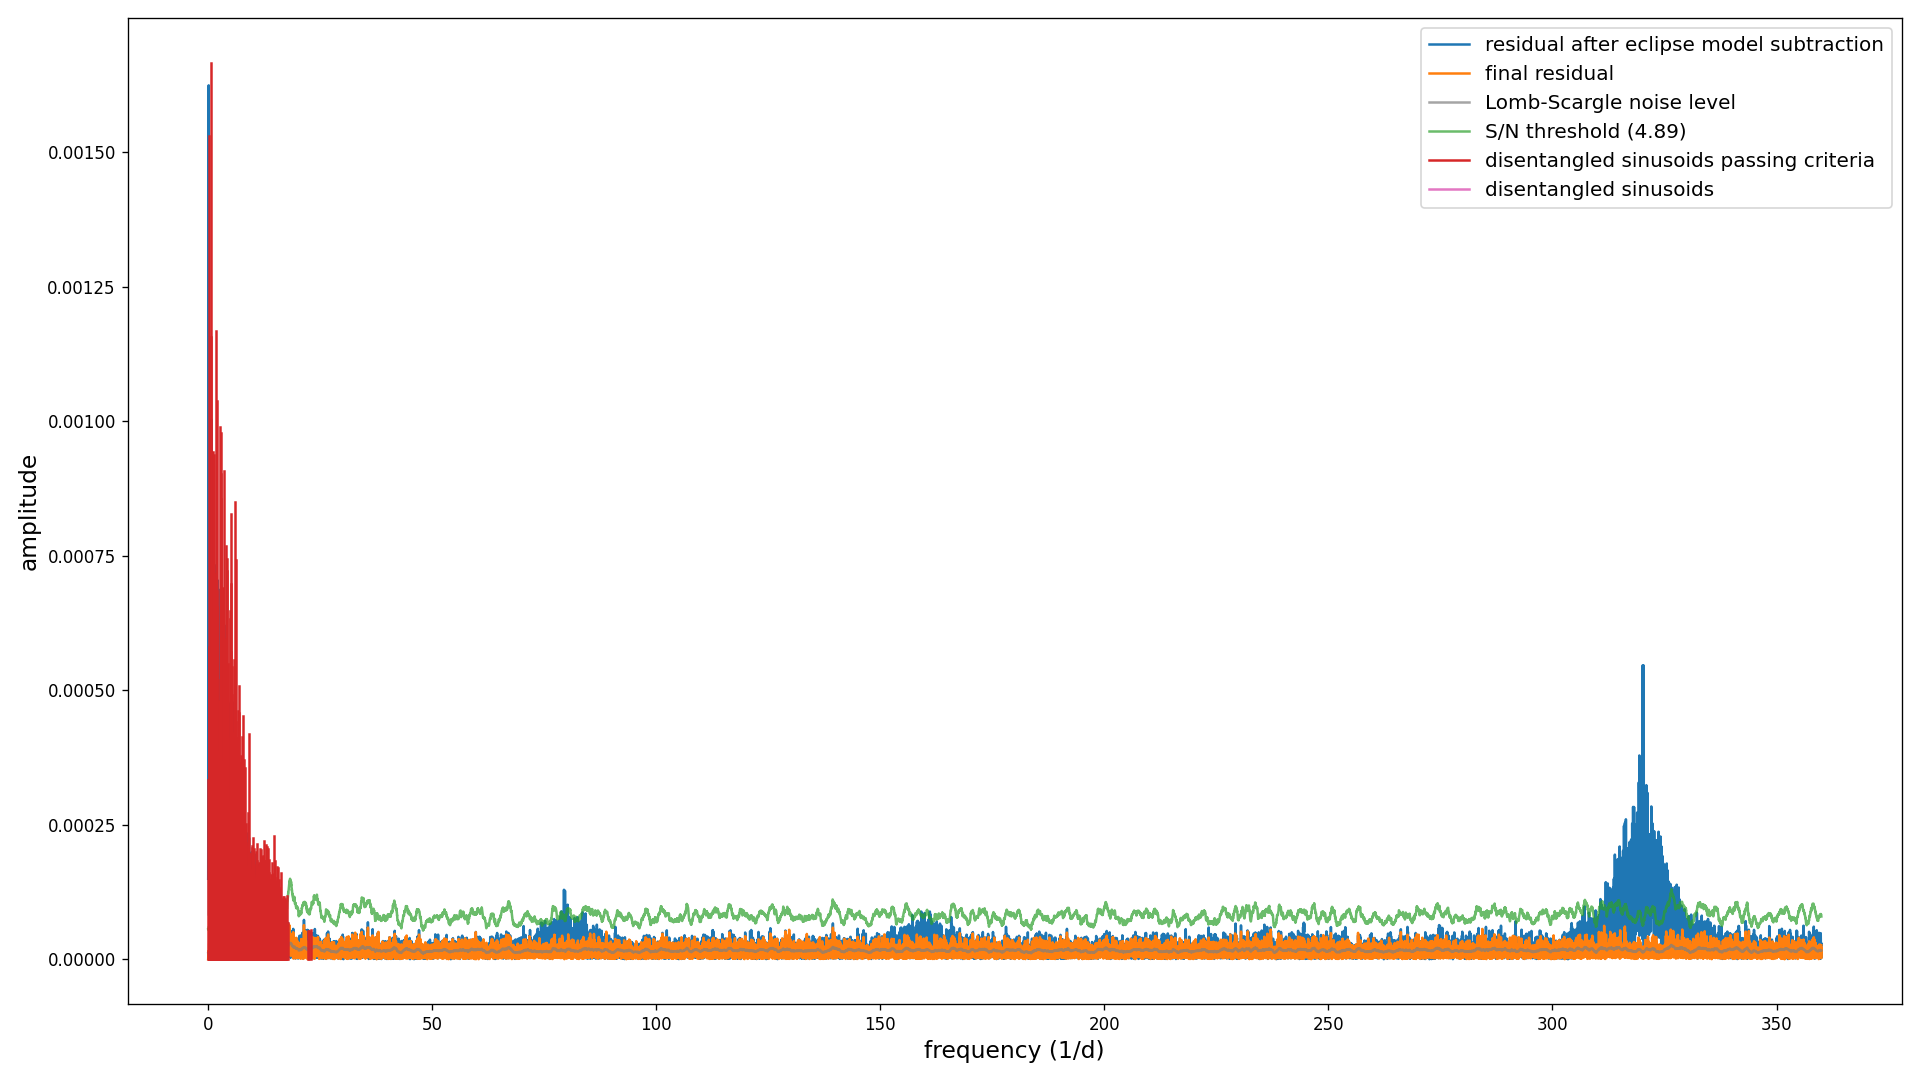 residual after eclipse model subtraction
final residual
Lomb-Scargle noise level
S/N threshold (4.89)
disentangled sinusoids passing criteria
disentangled sinusoids
amplitude
0.00150
0.00125
0.00100
0.00075
0.00050
0.00025
0.00000
0 50 100 150 200 250 300 350
frequency (1/d)